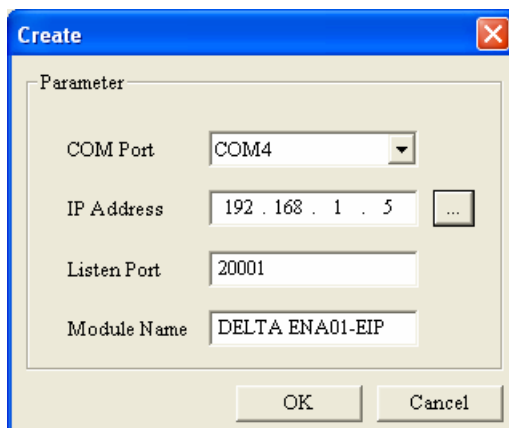 Create
Parameter
COM Port COM4
IP Address 192 . 168 . 1 . 5 ...
Listen Port 20001
Module Name DELTA ENA01-EIP
OK Cancel